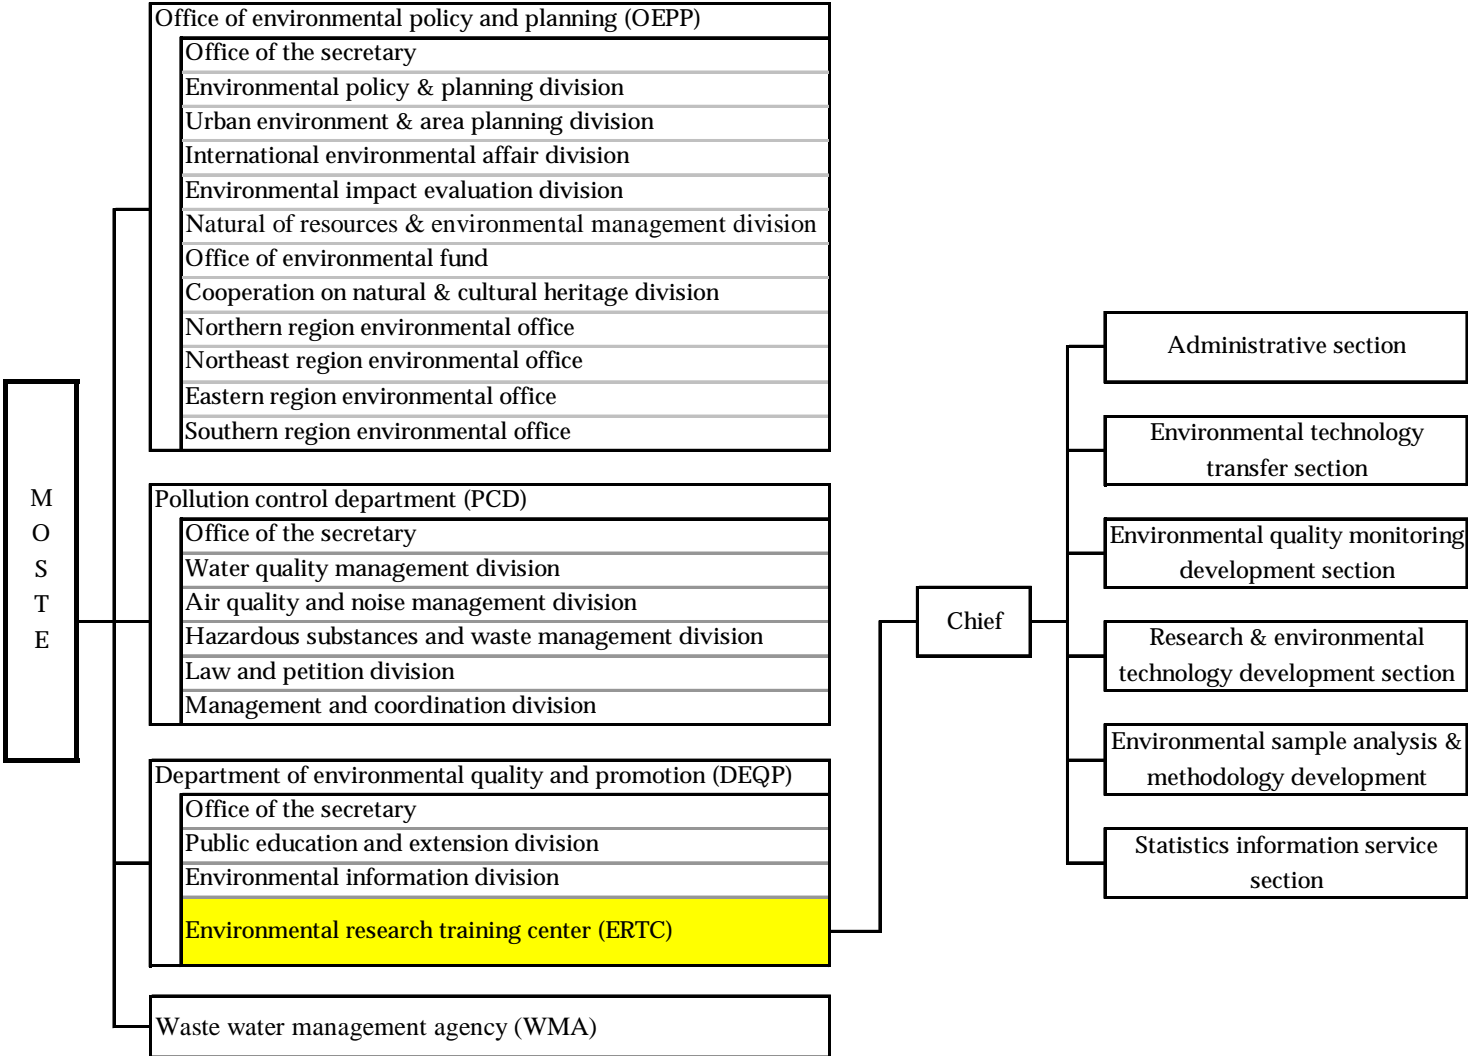 Office of environmental policy and planning (OEPP)
Office of the secretary
Environmental policy & planning division
Urban environment & area planning division
International environmental affair division
Environmental impact evaluation division
Natural of resources & environmental management division
Office of environmental fund
Cooperation on natural & cultural heritage division
Northern region environmental office
Northeast region environmental office
Eastern region environmental office
Southern region environmental office
M
O
S
T
E
Pollution control department (PCD)
Office of the secretary
Water quality management division
Air quality and noise management division
Hazardous substances and waste management division
Law and petition division
Management and coordination division
Department of environmental quality and promotion (DEQP)
Office of the secretary
Public education and extension division
Environmental information division
Environmental research training center (ERTC)
Waste water management agency (WMA)
Chief
Administrative section
Environmental technology
transfer section
Environmental quality monitoring
development section
Research & environmental
technology development section
Environmental sample analysis &
methodology development
Statistics information service
section